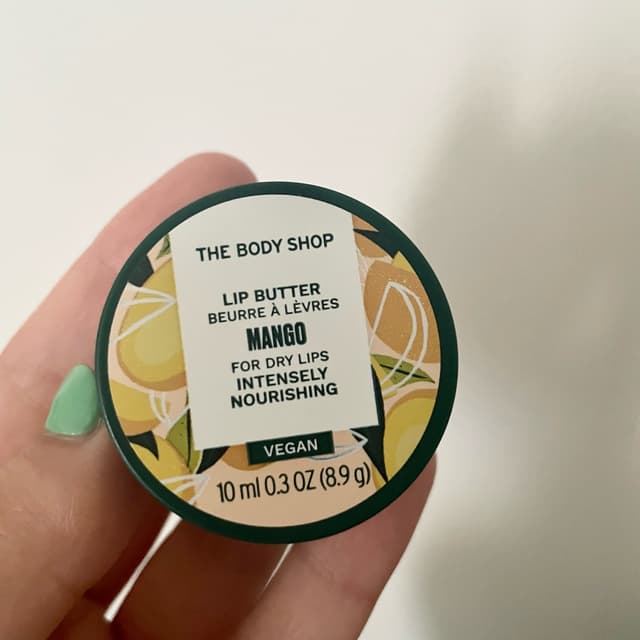 THE BODY SHOP
LIP BUTTER
BEURRE À LÈVRES
MANGO
FOR DRY LIPS
INTENSELY
NOURISHING
VEGAN
10 ml 0.3 OZ (8.9 g)